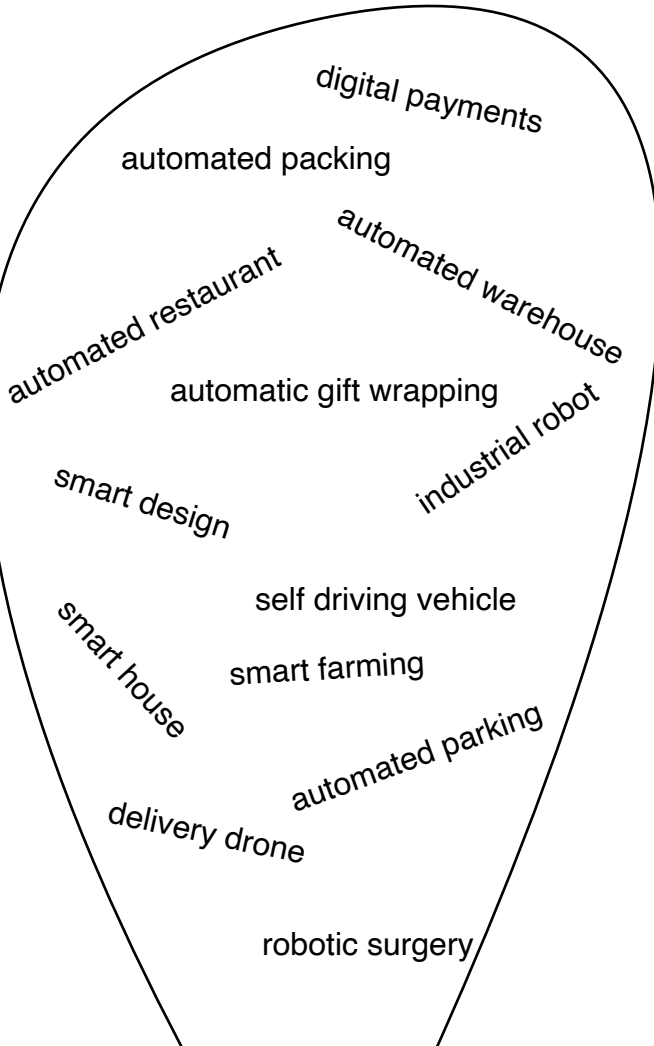 digital payments
automated packing
automated warehouse
automated restaurant
automatic gift wrapping
industrial robot
smart design
self driving vehicle
smart house
smart farming
automated parking
delivery drone
robotic surgery